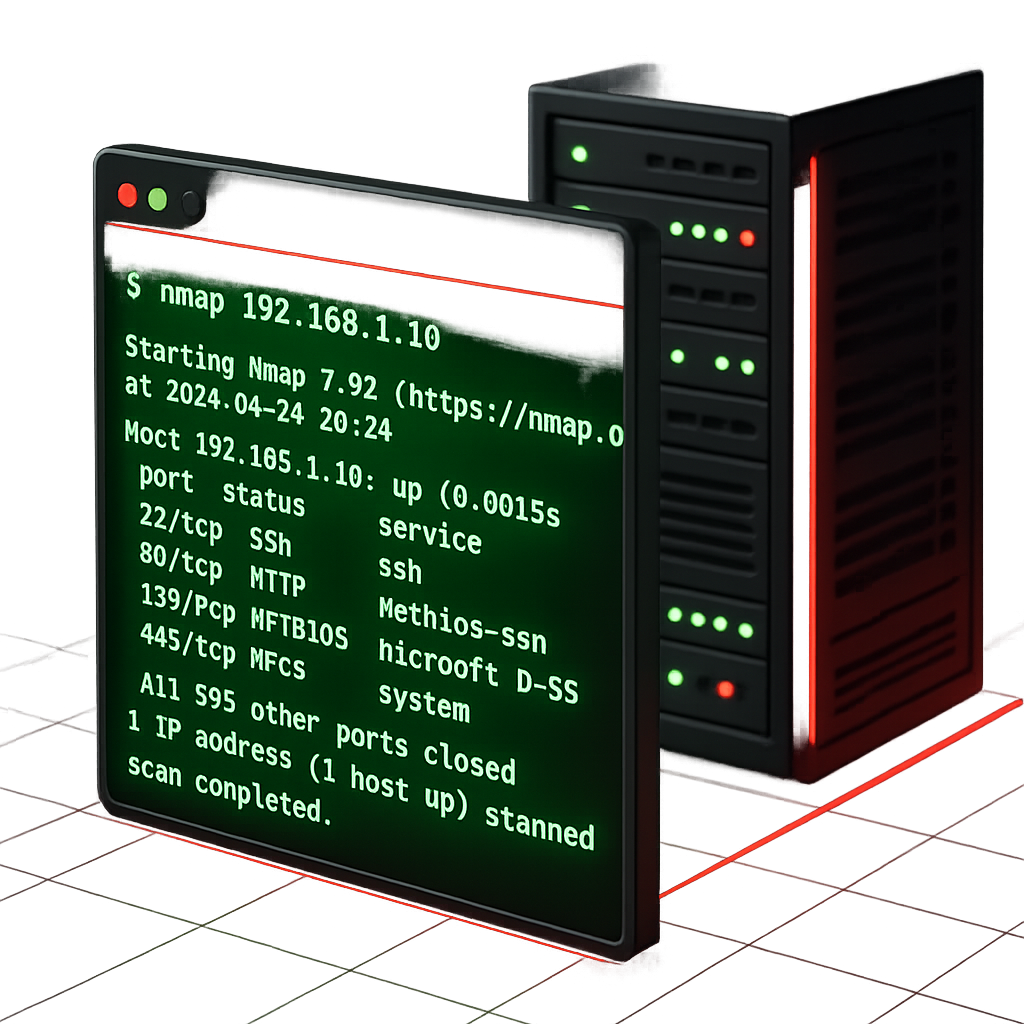 $ nmap 192.168.1.10
Starting Nmap 7.92 (https://nmap.o
at 2024.04-24 20:24
Moct 192.105.1.10: up (0.0015s
port status service
22/tcp SSh ssh
80/tcp MTTP Methios-ssn
139/Pcp MFTB1OS hicrooft D-SS
445/tcp MFCS system
All S95 other ports closed
1 IP aodress (1 host up) stanned
scan conpleted.